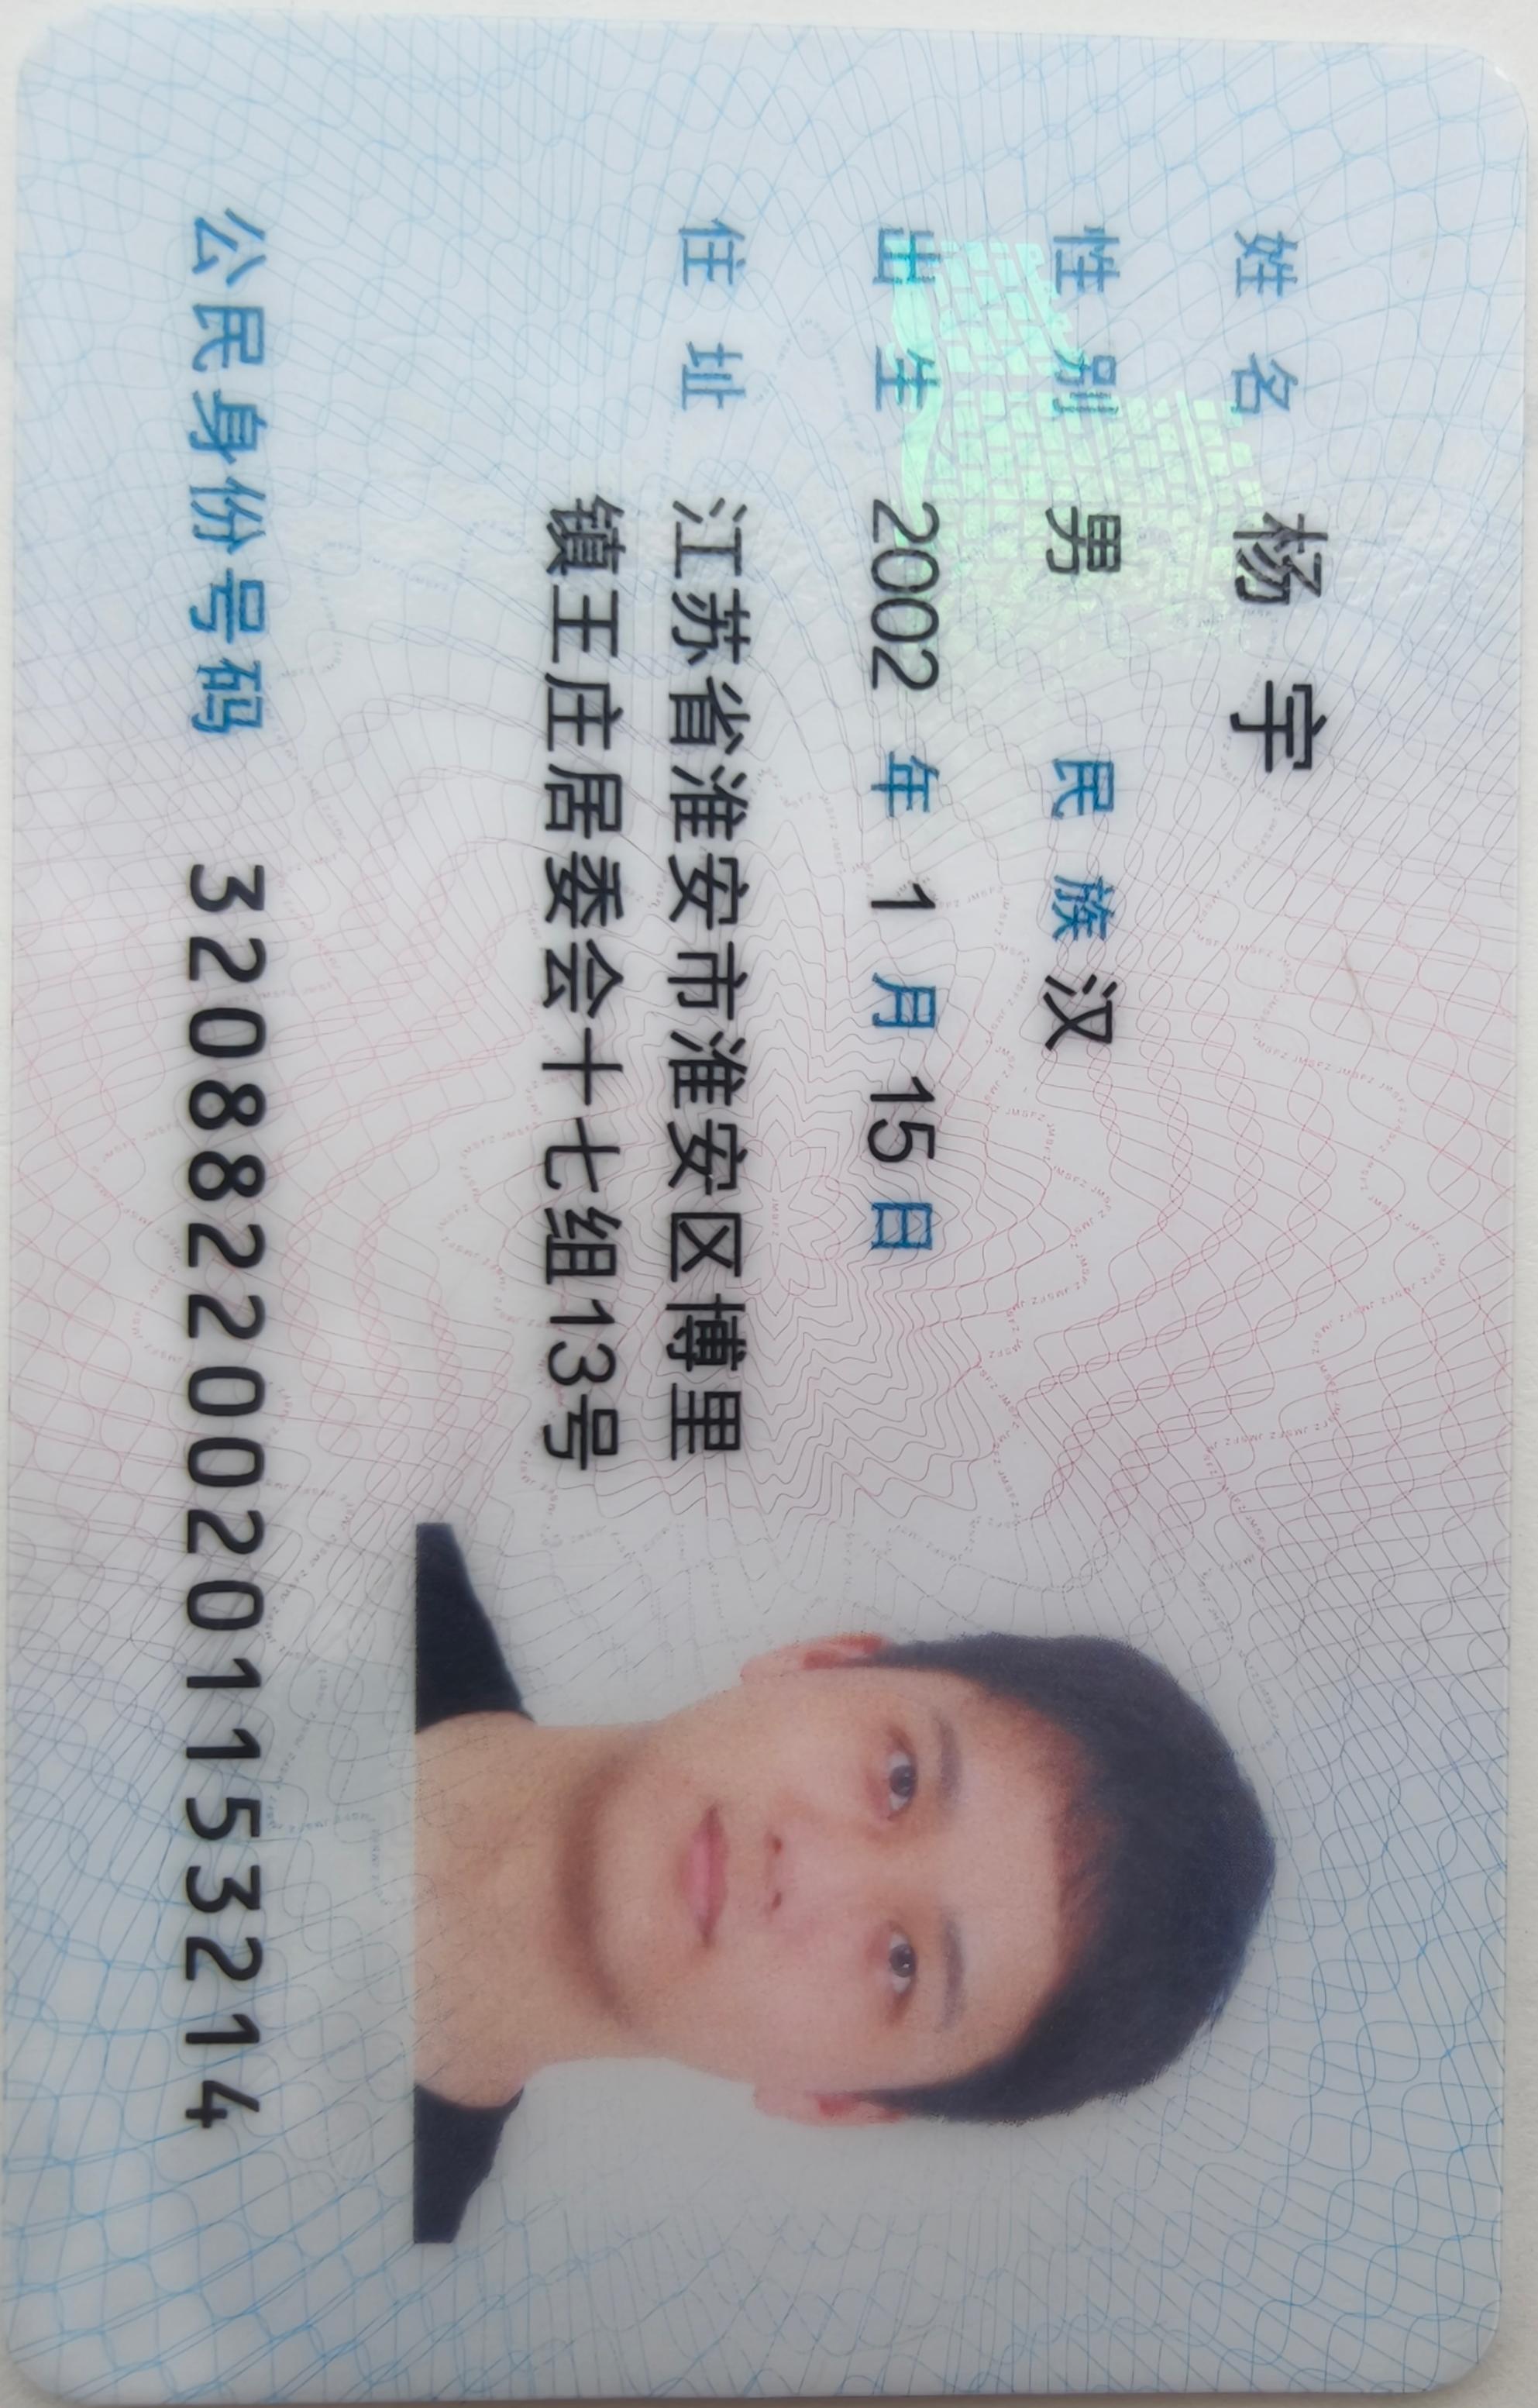 姓名 杨宇
性别 男 民族 汉
出生 2002 年 1 月 15 日
住址 江苏省淮安市淮安区博里
镇王庄居委会十七组13号
公民身份号码 320882200201153214